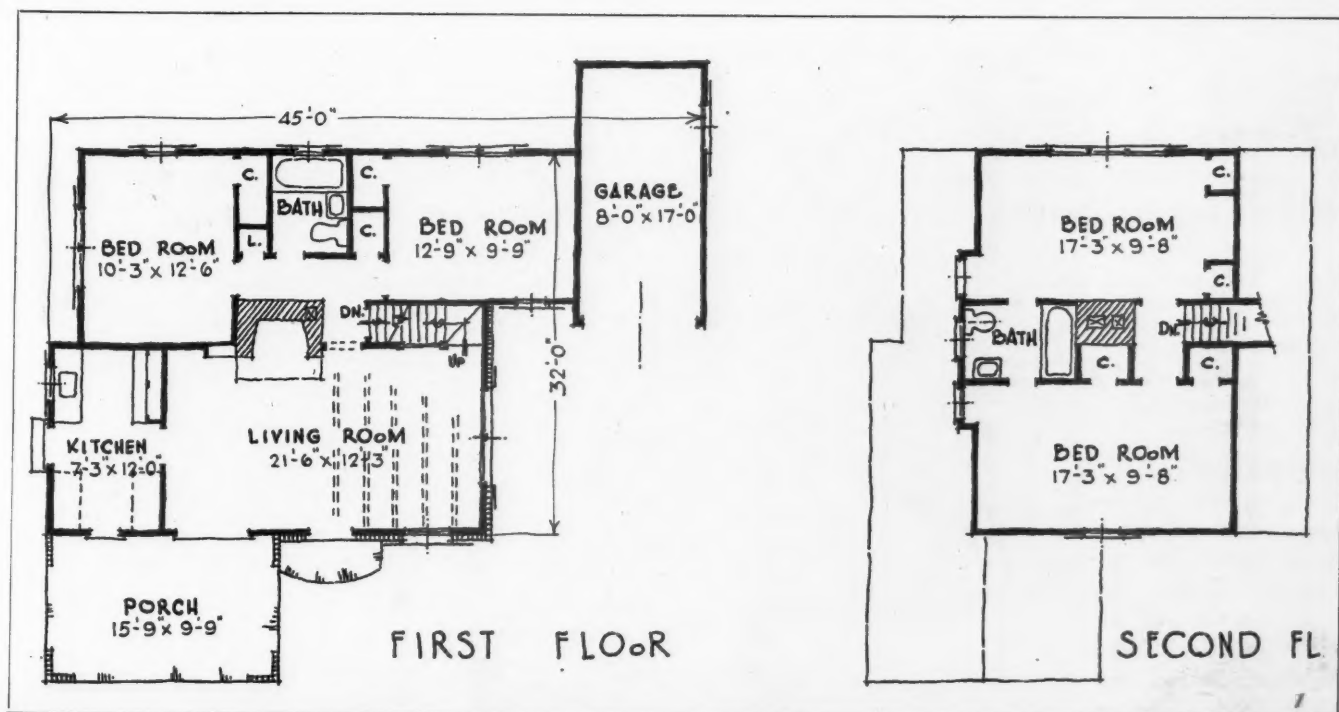 45'-0"
C.
C.
BATH
L.
C.
BED ROOM
10'-3" x 12'-6"
BED ROOM
12'-9" x 9'-9"
GARAGE
8'-0" x 17'-0"
DN.
UP
32'-0"
KITCHEN
7'-3" x 12'-0"
LIVING ROOM
21'-6" x 12'-3"
PORCH
15'-9" x 9'-9"
FIRST FLOOR
C.
BED ROOM
17'-3" x 9'-8"
C.
BATH
DN.
C.
C.
BED ROOM
17'-3" x 9'-8"
SECOND FL.
1